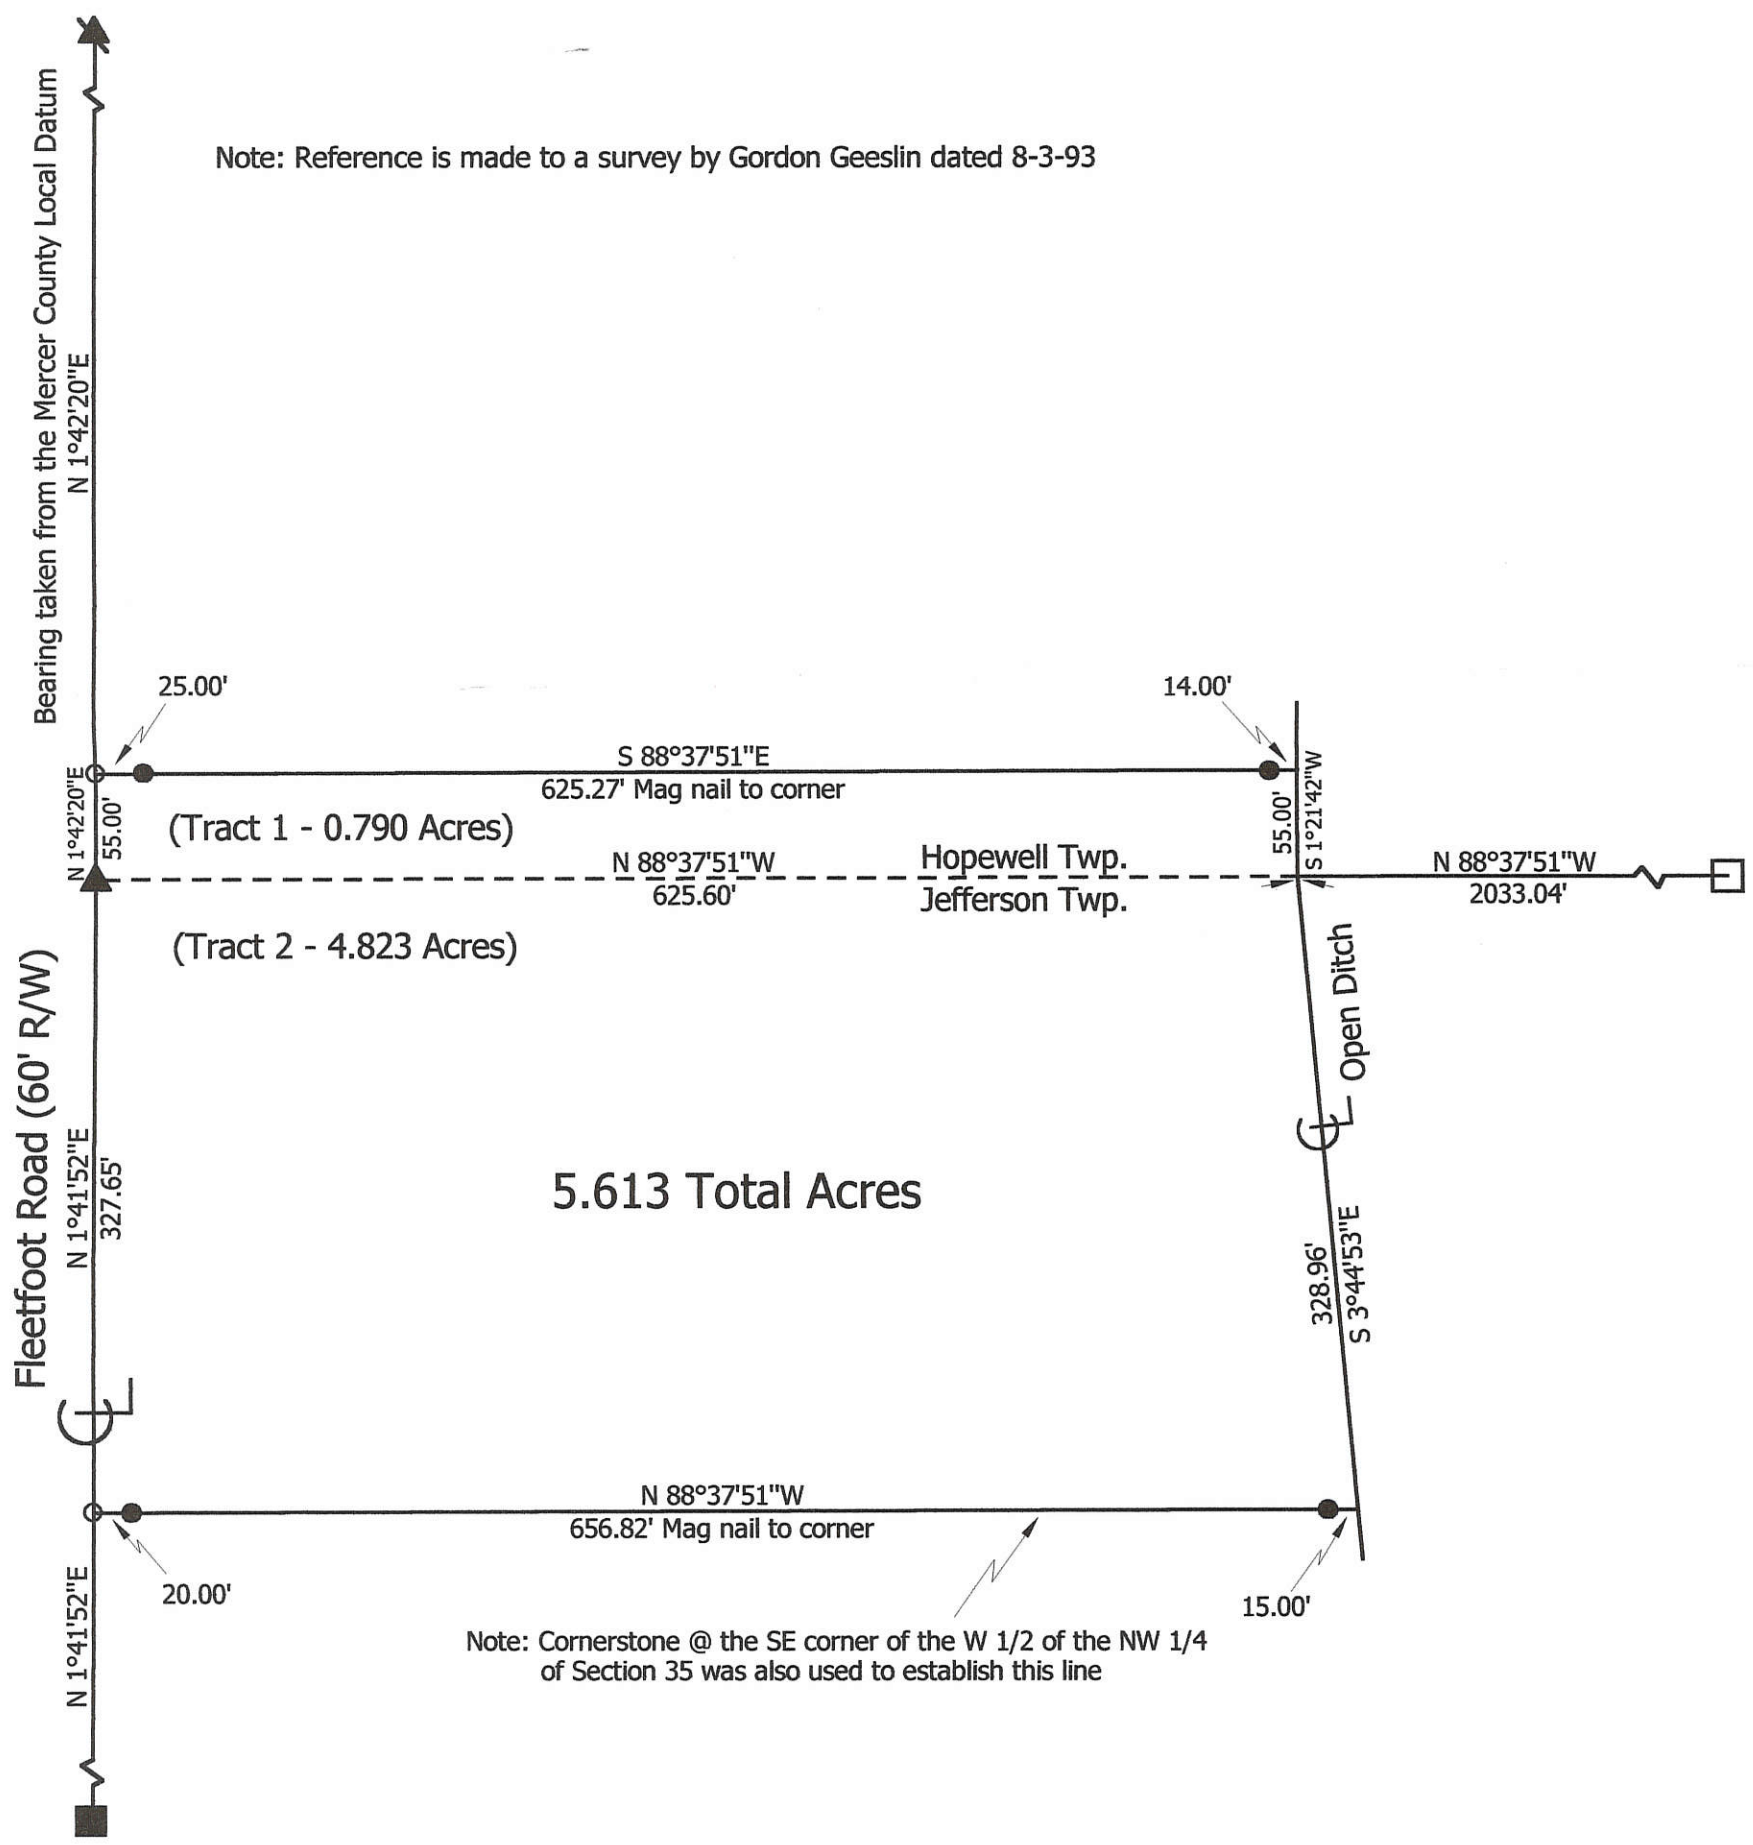 Bearing taken from the Mercer County Local Datum
N 1°42'20"E
Note: Reference is made to a survey by Gordon Geeslin dated 8-3-93
25.00'
14.00'
S 88°37'51"E
625.27' Mag nail to corner
N 1°42'20"E
55.00'
(Tract 1 - 0.790 Acres)
55.00'
S 1°21'42"W
N 88°37'51"W
625.60'
Hopewell Twp.
Jefferson Twp.
N 88°37'51"W
2033.04'
(Tract 2 - 4.823 Acres)
Open Ditch
Fleetfoot Road (60' R/W)
N 1°41'52"E
327.65'
5.613 Total Acres
328.96'
S 3°44'53"E
N 88°37'51"W
656.82' Mag nail to corner
N 1°41'52"E
20.00'
15.00'
Note: Cornerstone @ the SE corner of the W 1/2 of the NW 1/4
of Section 35 was also used to establish this line